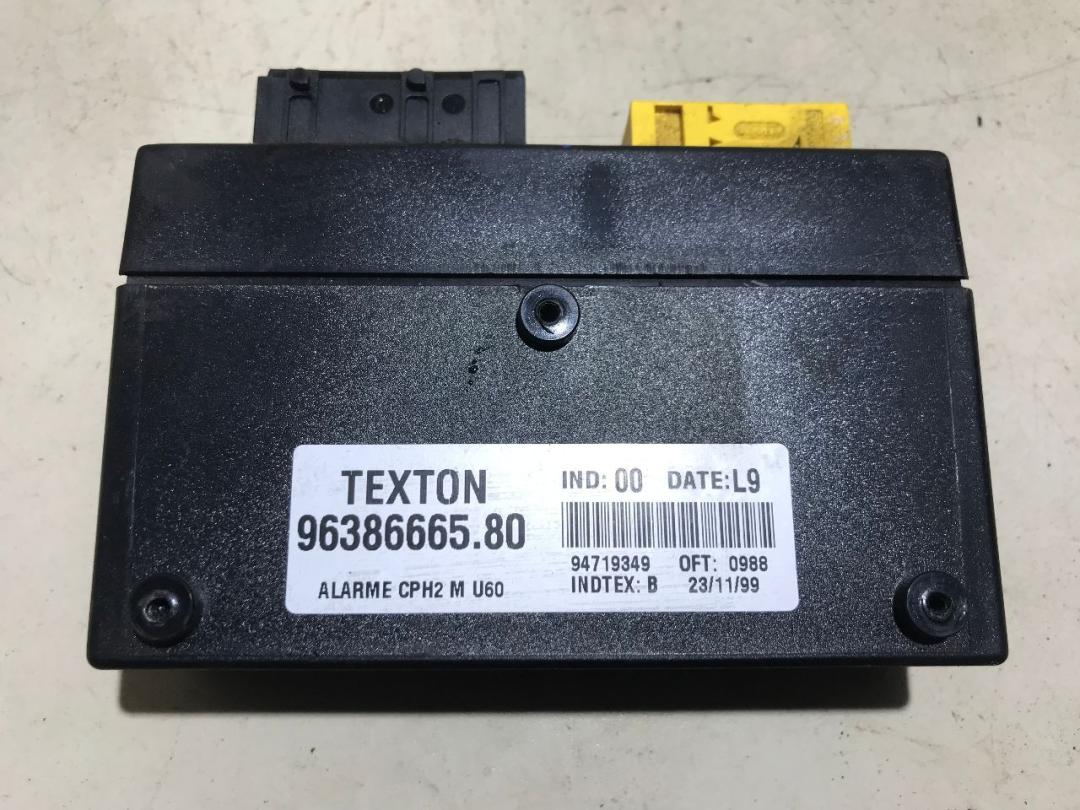 TEXTON
96386665.80
ALARME CPH2 M U60
IND: 00 DATE: L9
94719349 OFT: 0988
INDTEX: B 23/11/99